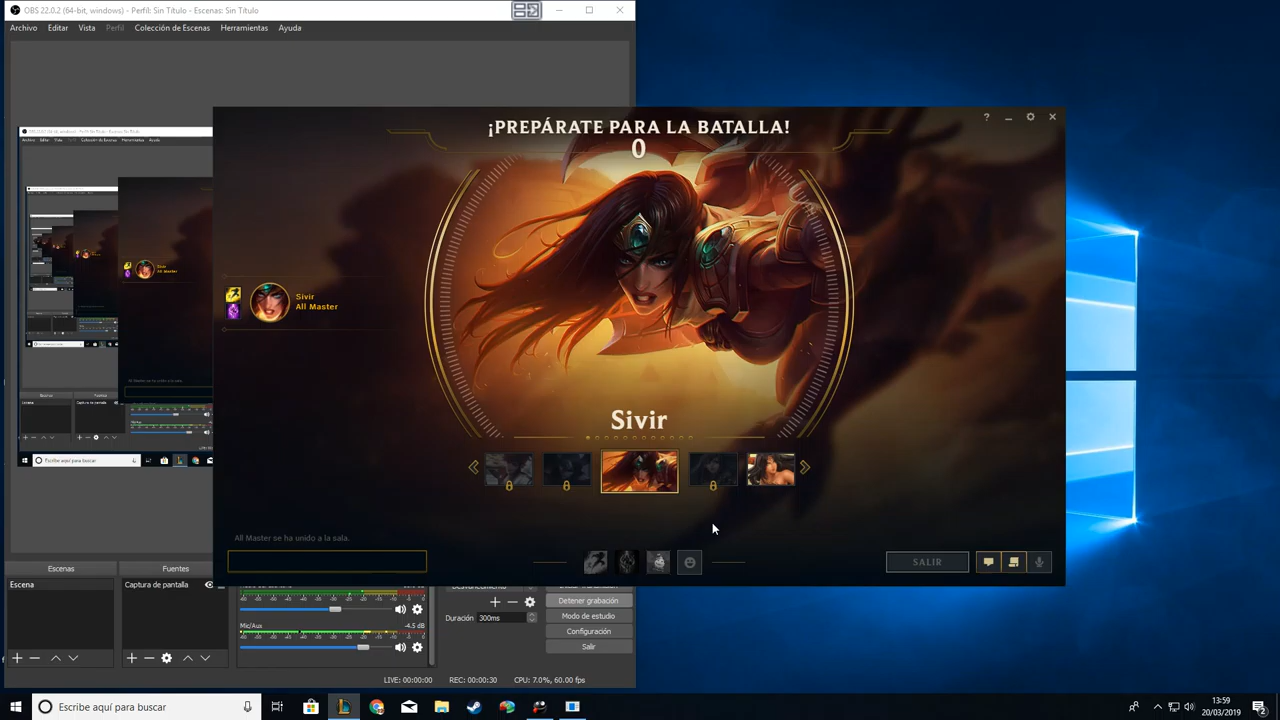 OBS 22.0.2 (64-bit, windows) - Perfil: Sin Título - Escenas: Sin Título
Archivo Editar Vista Perfil Colección de Escenas Herramientas Ayuda
¡PREPÁRATE PARA LA BATALLA!
0
Sivir
All Master
Sivir
All Master se ha unido a la sala.
SALIR
Escenas Fuentes
Escena
Captura de pantalla
Mic/Aux -4.5 dB
Duración 300ms
Detener grabación
Modo de estudio
Configuración
Salir
LIVE: 00:00:00 REC: 00:00:30 CPU: 7.0%, 60.00 fps
Escribe aquí para buscar
13:59
20/03/2019